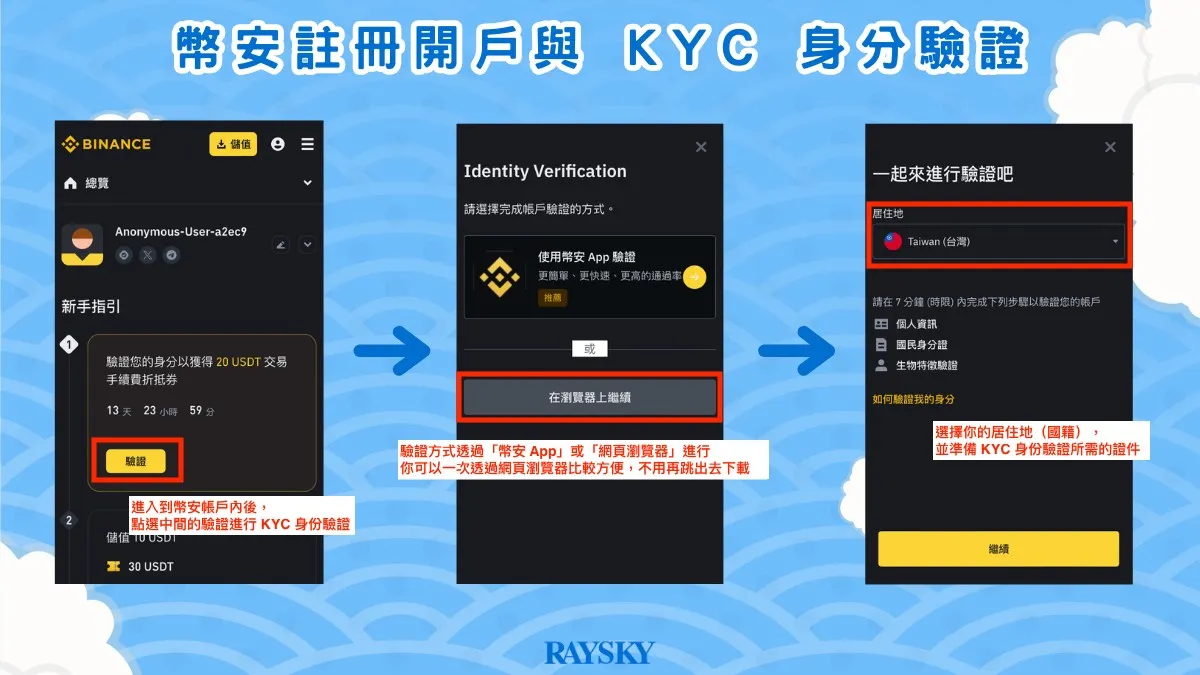 幣安註冊開戶與 KYC 身分驗證
BINANCE
儲值
總覽
Anonymous-User-a2ec9
新手指引
1
驗證您的身分以獲得 20 USDT 交易
手續費折抵券
13 天 23 小時 59 分
驗證
進入到幣安帳戶內後，
點選中間的驗證進行 KYC 身份驗證
2
儲值 10 USDT
30 USDT
Identity Verification
請選擇完成帳戶驗證的方式。
使用幣安 App 驗證
更簡單、更快速、更高的通過率
推薦
或
在瀏覽器上繼續
驗證方式透過「幣安 App」或「網頁瀏覽器」進行
你可以一次透過網頁瀏覽器比較方便，不用再跳出去下載
一起來進行驗證吧
居住地
Taiwan (台灣)
請在 7 分鐘 (時限) 內完成下列步驟以驗證您的帳戶
個人資訊
國民身分證
生物特徵驗證
如何驗證我的身分
選擇你的居住地（國籍），
並準備 KYC 身份驗證所需的證件
繼續
RAYSKY